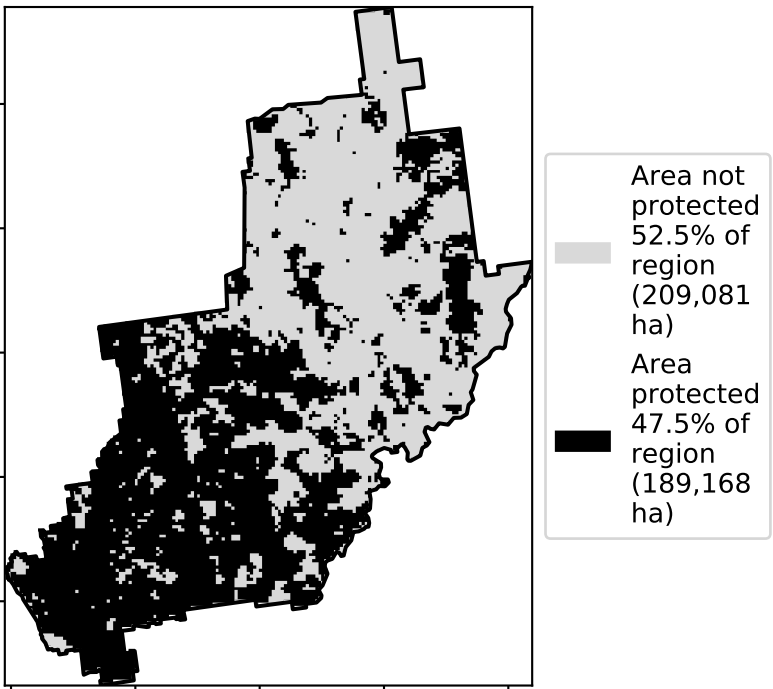 Area not
protected
52.5% of
region
(209,081
ha)
Area
protected
47.5% of
region
(189,168
ha)